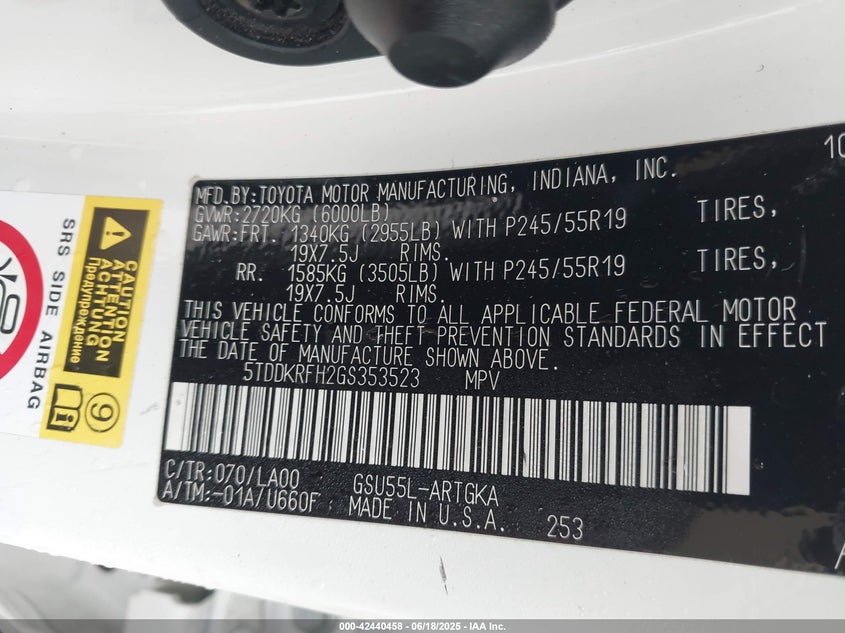 10
MFD.BY:TOYOTA MOTOR MANUFACTURING, INDIANA, INC.
GVWR:2720KG (6000LB)
GAWR:FRT. 1340KG (2955LB) WITH P245/55R19 TIRES,
19X7.5J RIMS.
RR. 1585KG (3505LB) WITH P245/55R19 TIRES,
19X7.5J RIMS.
THIS VEHICLE CONFORMS TO ALL APPLICABLE FEDERAL MOTOR
VEHICLE SAFETY AND THEFT PREVENTION STANDARDS IN EFFECT
THE DATE OF MANUFACTURE SHOWN ABOVE.
5TDDKRFH2GS353523 MPV
C/TR:070/LA00 GSU55L-ARTGKA
A/TM:-01A/U660F MADE IN U.S.A. 253
A
SRS SIDE AIRBAG
CAUTION
ATTENTION
ACHTUNG
Предупреждение
9
000-42440458 - 06/18/2025 - IAA Inc.